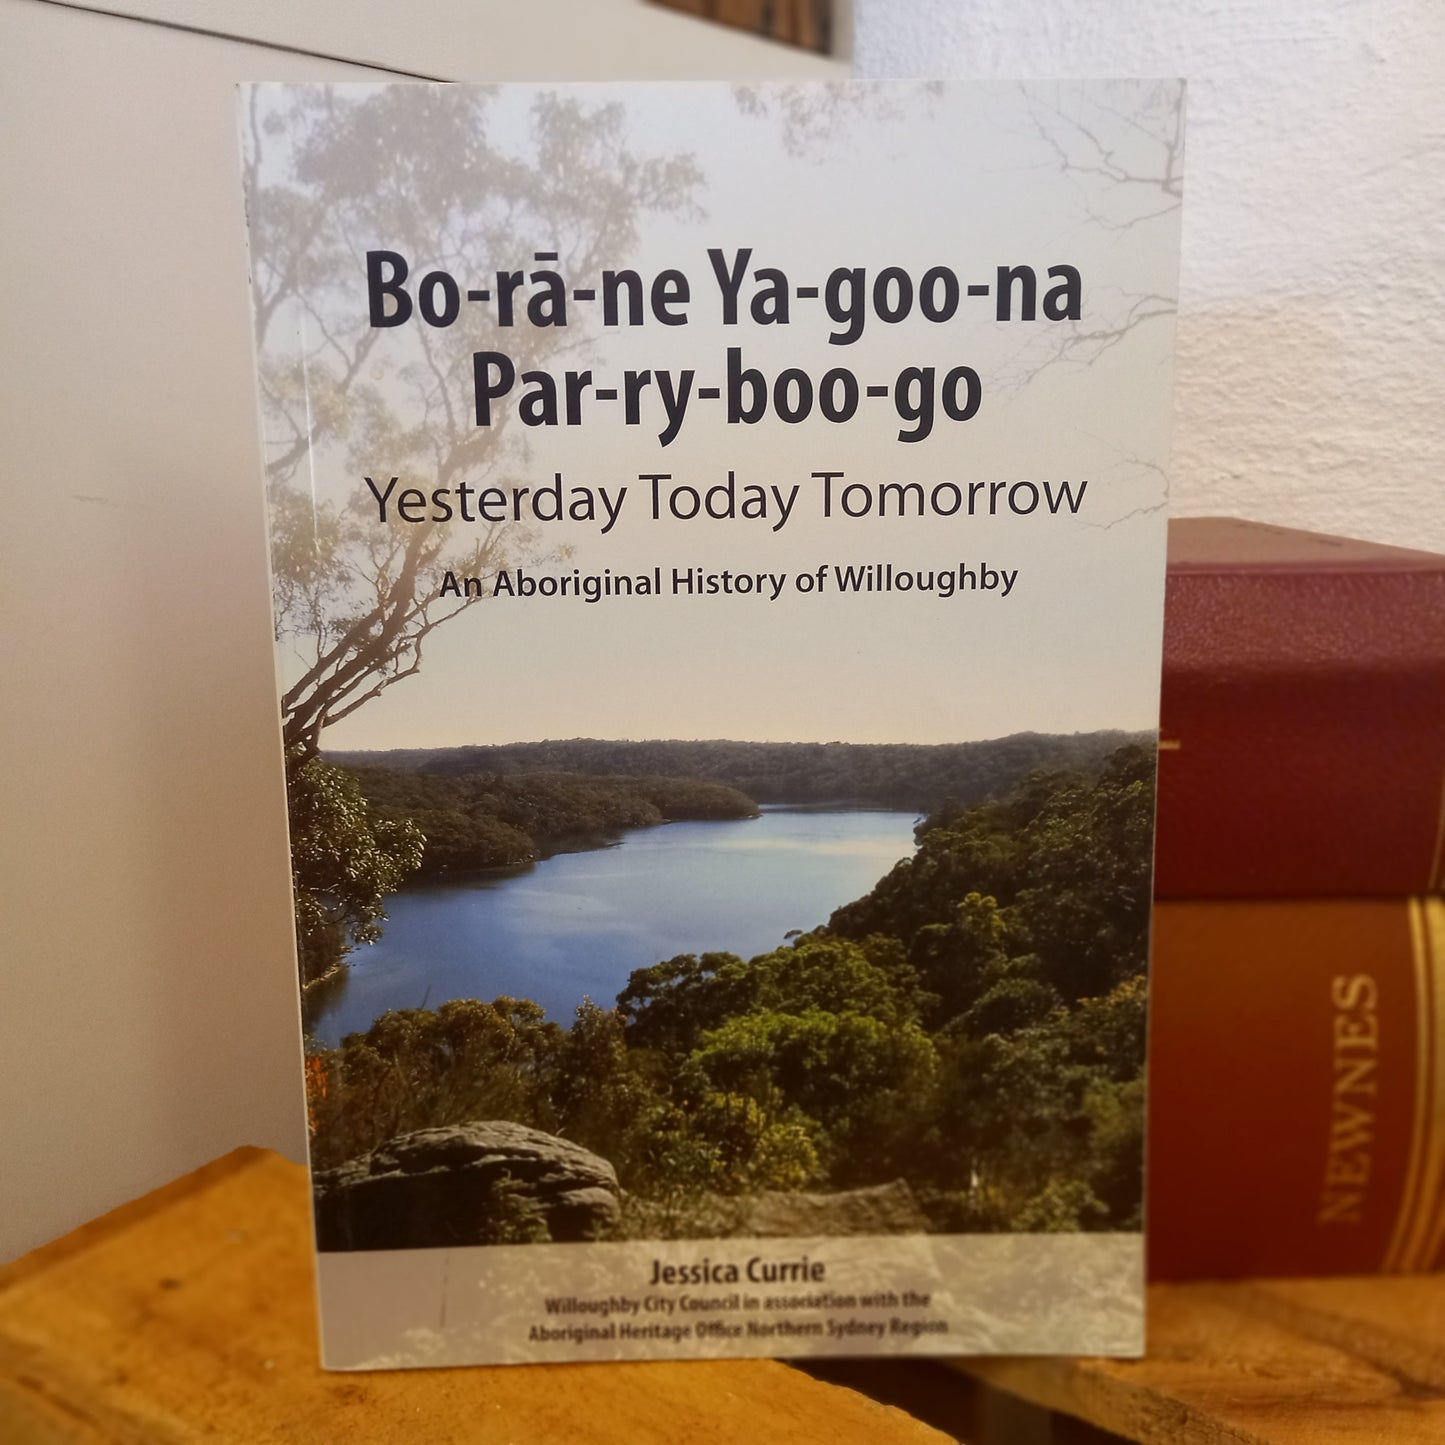 Bo-rā-ne Ya-goo-na
Par-ry-boo-go
Yesterday Today Tomorrow
An Aboriginal History of Willoughby
Jessica Currie
Willoughby City Council in association with the
Aboriginal Heritage Office Northern Sydney Region
NEWNES